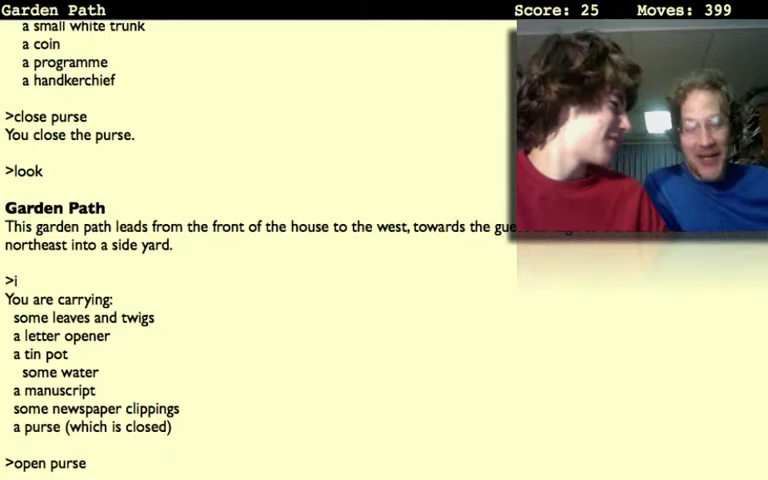 Garden Path Score: 25 Moves: 399
a small white trunk
a coin
a programme
a handkerchief
>close purse
You close the purse.
>look
Garden Path
This garden path leads from the front of the house to the west, towards the
northeast into a side yard.
>i
You are carrying:
some leaves and twigs
a letter opener
a tin pot
some water
a manuscript
some newspaper clippings
a purse (which is closed)
>open purse